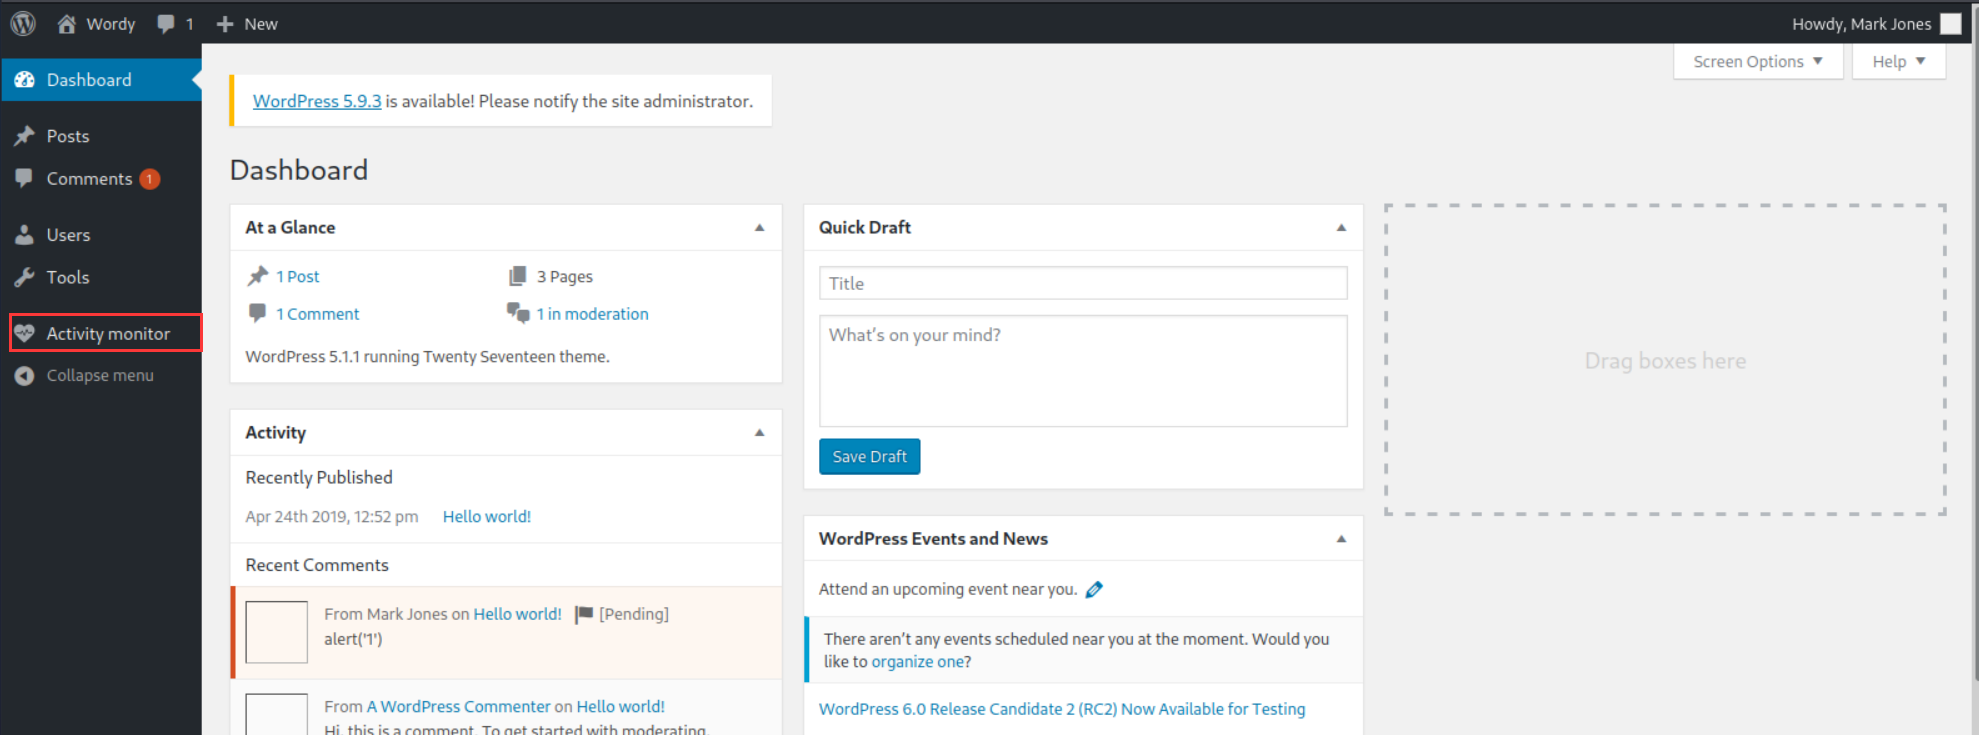 Wordy 1 New Howdy, Mark Jones
Screen Options Help
Dashboard
Posts
Comments 1
Users
Tools
Activity monitor
Collapse menu
WordPress 5.9.3 is available! Please notify the site administrator.
Dashboard
At a Glance
1 Post 3 Pages
1 Comment 1 in moderation
WordPress 5.1.1 running Twenty Seventeen theme.
Activity
Recently Published
Apr 24th 2019, 12:52 pm Hello world!
Recent Comments
From Mark Jones on Hello world! [Pending]
alert('1')
From A WordPress Commenter on Hello world!
Hi, this is a comment. To get started with moderating,
Quick Draft
Title
What's on your mind?
Save Draft
WordPress Events and News
Attend an upcoming event near you.
There aren't any events scheduled near you at the moment. Would you
like to organize one?
WordPress 6.0 Release Candidate 2 (RC2) Now Available for Testing
Drag boxes here